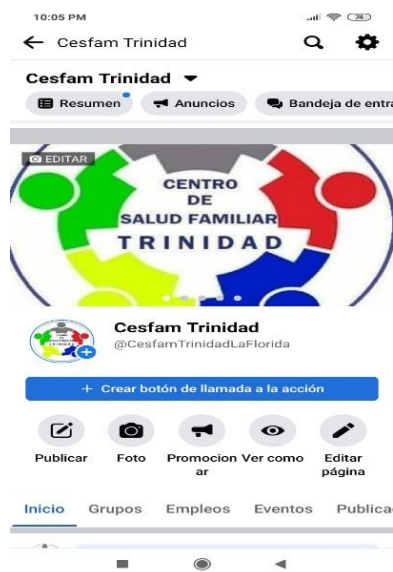 10:05 PM
76
Cesfam Trinidad
Cesfam Trinidad
Resumen
Anuncios
Bandeja de entra
EDITAR
CENTRO
DE
SALUD FAMILIAR
TRINIDAD
Cesfam Trinidad
@CesfamTrinidadLaFlorida
+ Crear botón de llamada a la acción
Publicar
Foto
Promocion
ar
Ver como
Editar
página
Inicio
Grupos
Empleos
Eventos
Publica